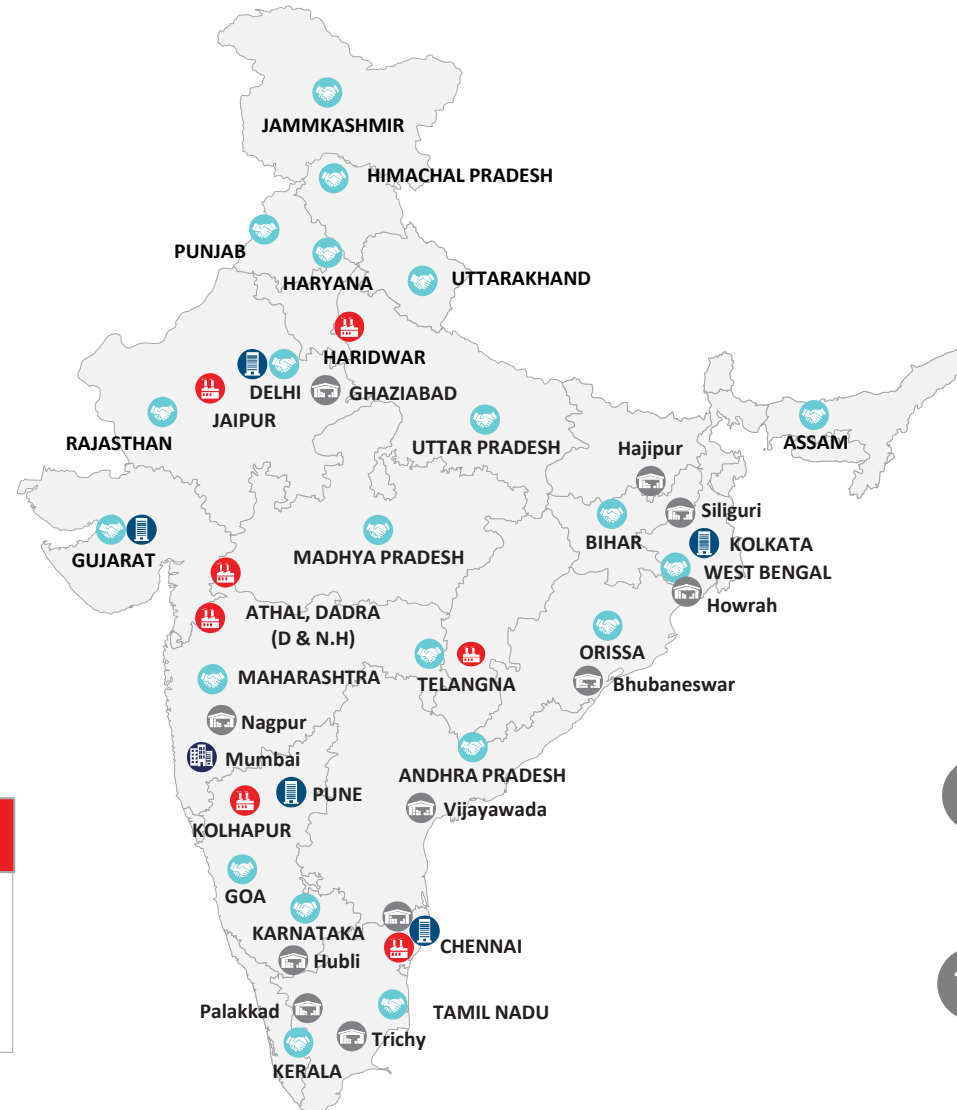 JAMMKASHMIR
HIMACHAL PRADESH
PUNJAB
HARYANA
UTTARAKHAND
HARIDWAR
DELHI
GHAZIABAD
JAIPUR
RAJASTHAN
UTTAR PRADESH
ASSAM
Hajipur
Siliguri
BIHAR
KOLKATA
GUJARAT
MADHYA PRADESH
WEST BENGAL
Howrah
ATHAL, DADRA
(D & N.H)
ORISSA
MAHARASHTRA
TELANGNA
Bhubaneswar
Nagpur
Mumbai
ANDHRA PRADESH
PUNE
Vijayawada
KOLHAPUR
GOA
KARNATAKA
CHENNAI
Hubli
Palakkad
TAMIL NADU
Trichy
KERALA